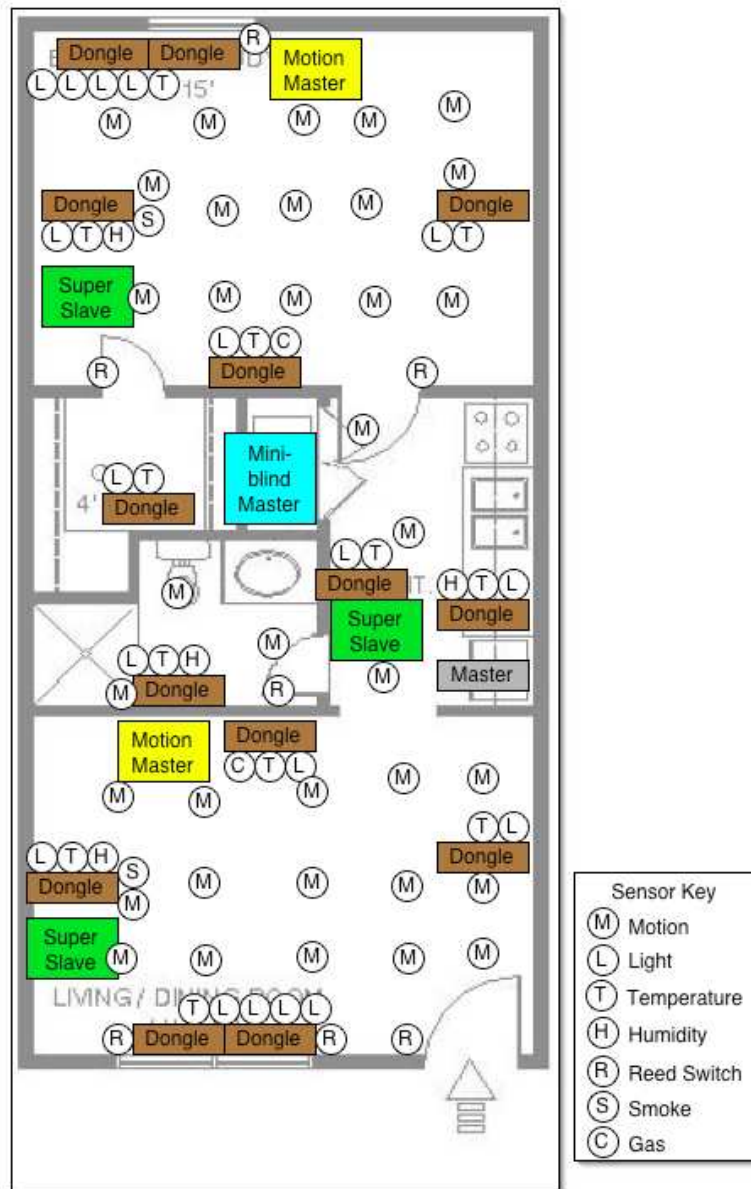 Dongle Dongle R Motion
Master
L L L L T 15'
M M M M M
M M
Dongle S Dongle
M M M
L T H L T
Super
Slave M M M M M
L T C
R Dongle R
M
Mini-
blind
Master
L T
4' Dongle
M
L T
Dongle T. H T L
M Super
Slave Dongle
M
L T H Master
M Dongle R M
Motion
Master Dongle
C T L
M M M M M
T L
Dongle
L T H S
Dongle M M M M
M
Super
Slave M M M M M
LIVING / DINING ROOM
T L L L L
R Dongle Dongle R R
Sensor Key
M Motion
L Light
T Temperature
H Humidity
R Reed Switch
S Smoke
C Gas